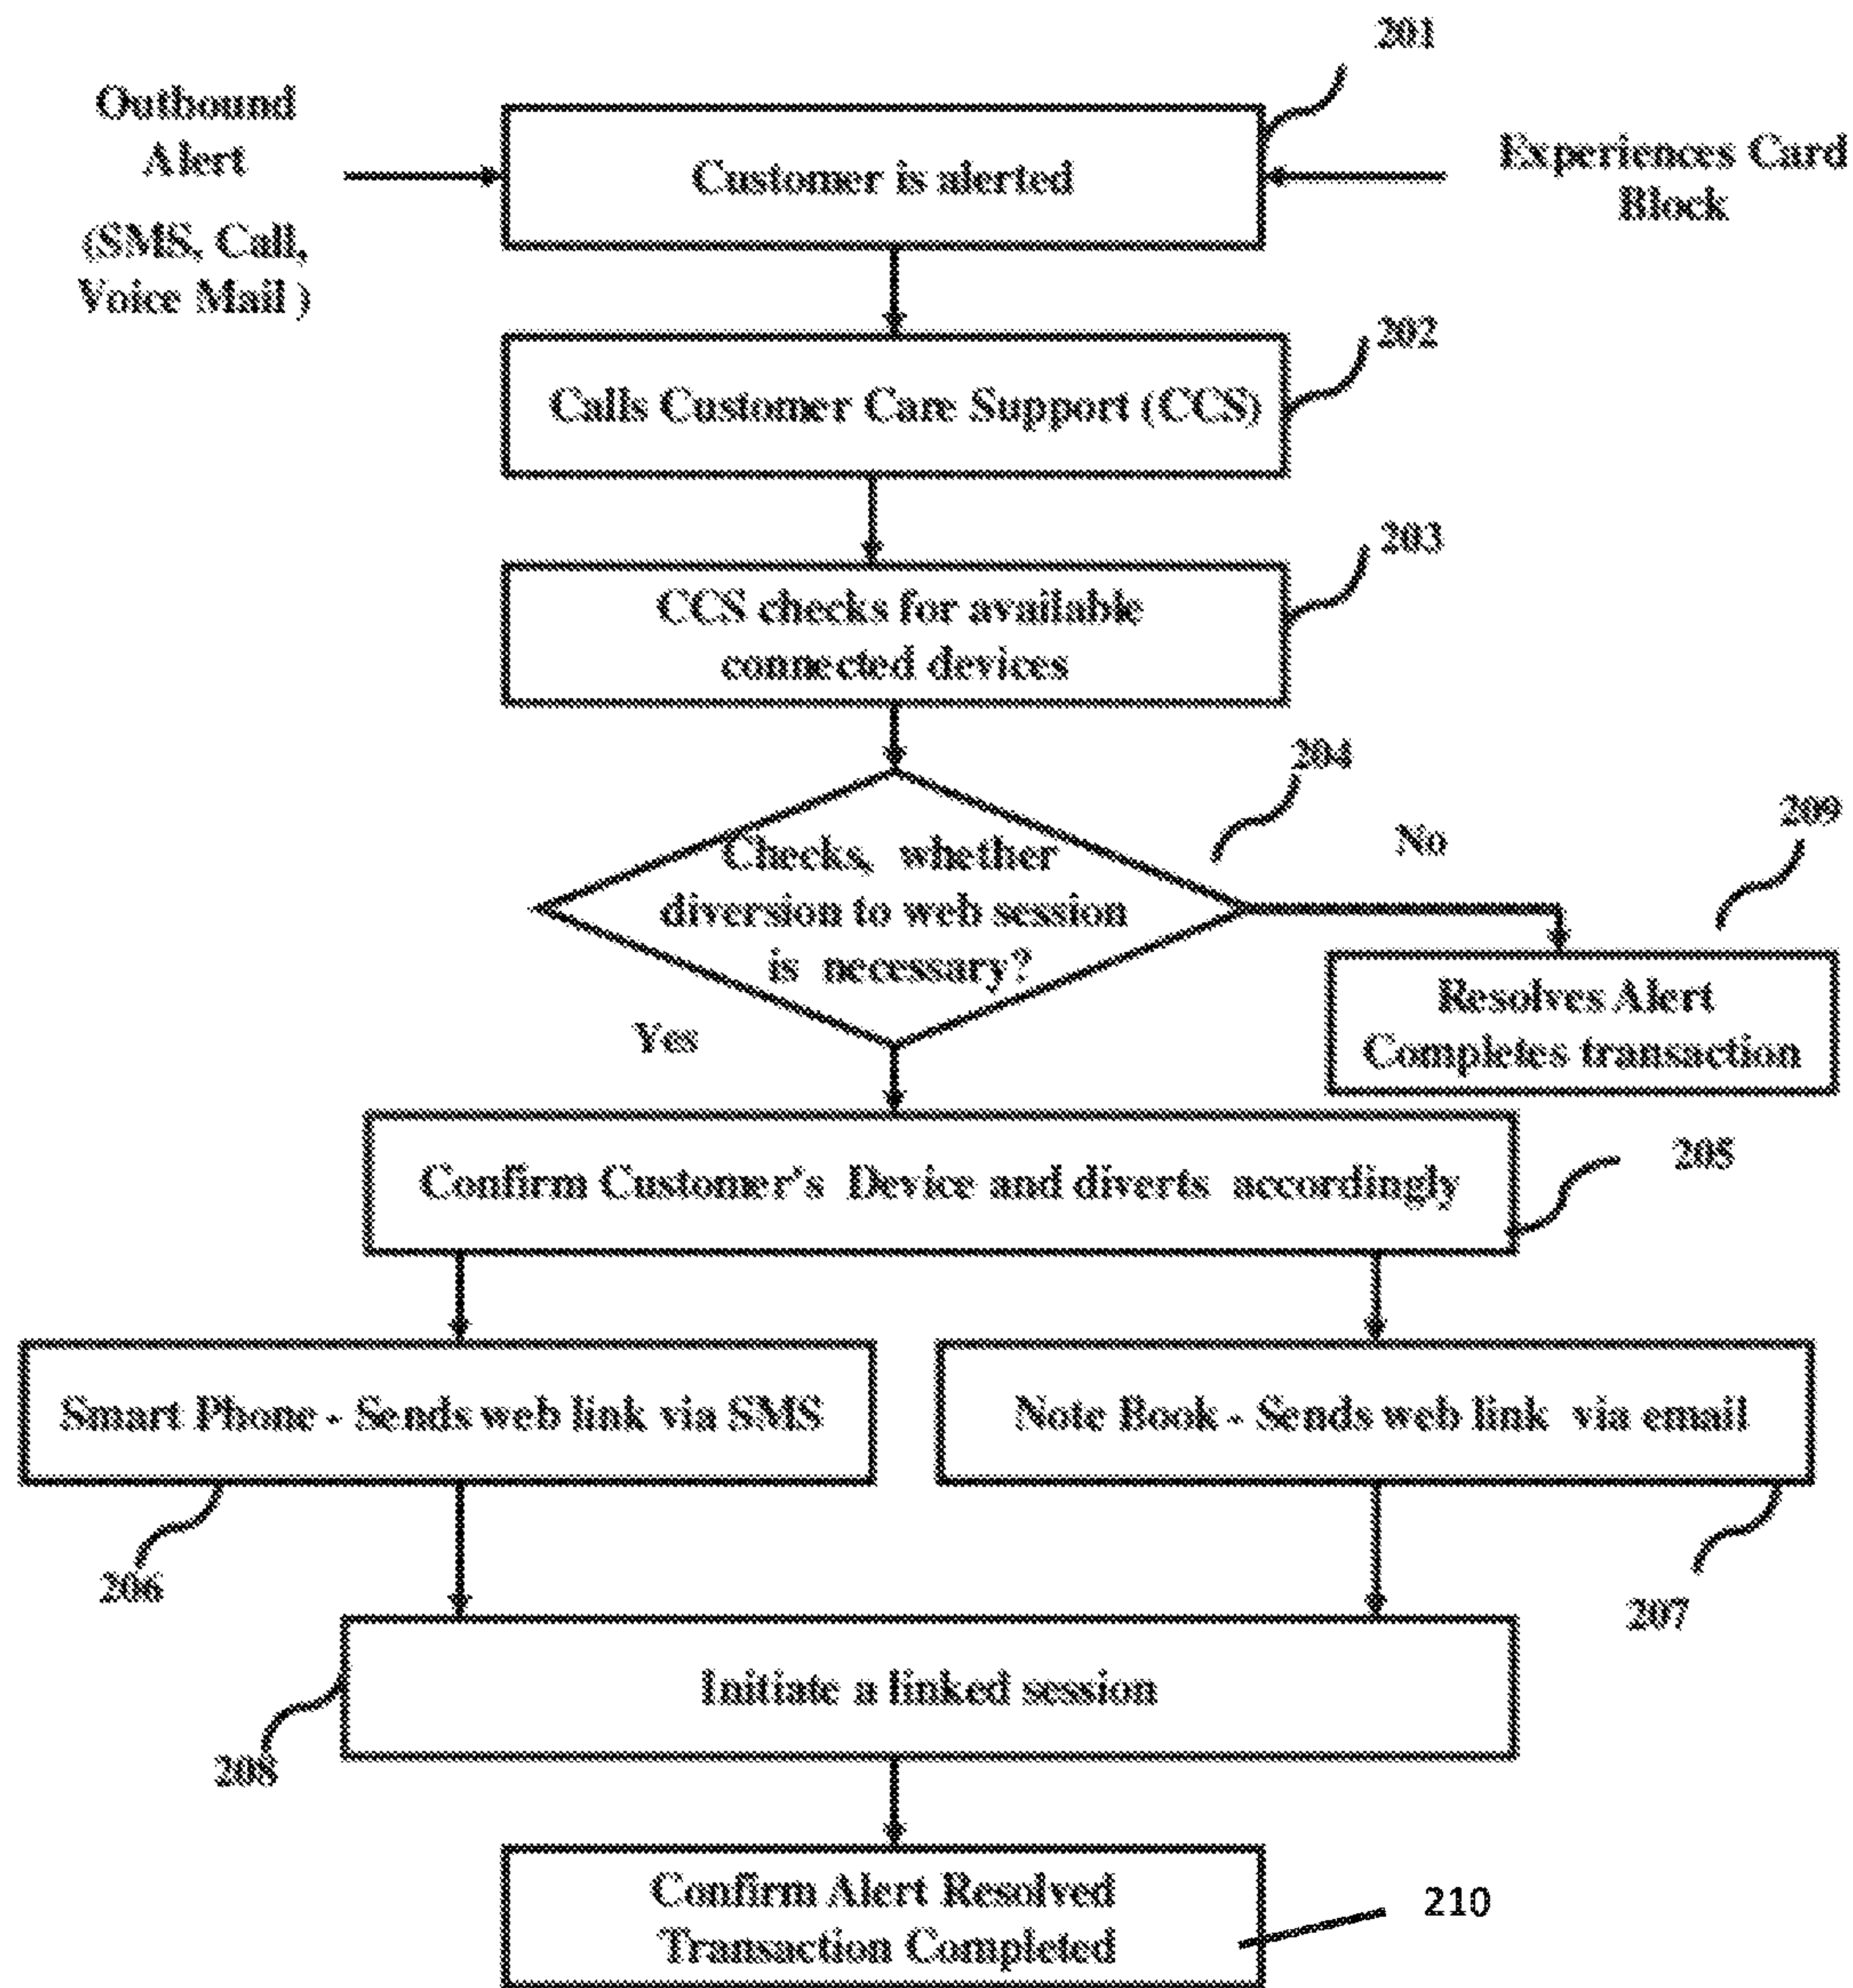 201
Outbound
Alert
(SMS, Call,
Voice Mail )
Customer is alerted
Experiences Card
Block
202
Calls Customer Care Support (CCS)
203
CCS checks for available
connected devices
204
Checks, whether
diversion to web session
is necessary?
No
209
Resolves Alert
Completes transaction
Yes
205
Confirm Customer's Device and diverts accordingly
Smart Phone - Sends web link via SMS
Note Book - Sends web link via email
206
207
Initiate a linked session
208
Confirm Alert Resolved
Transaction Completed
210